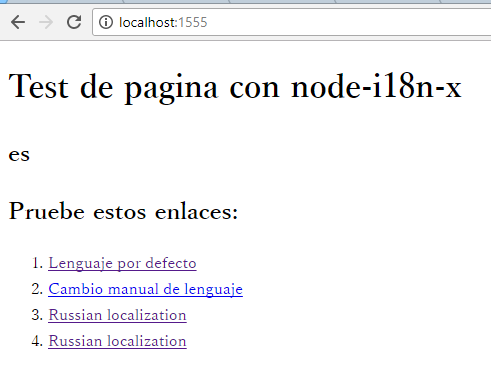 localhost:1555
Test de pagina con node-i18n-x
es
Pruebe estos enlaces:
1. Lenguaje por defecto
2. Cambio manual de lenguaje
3. Russian localization
4. Russian localization